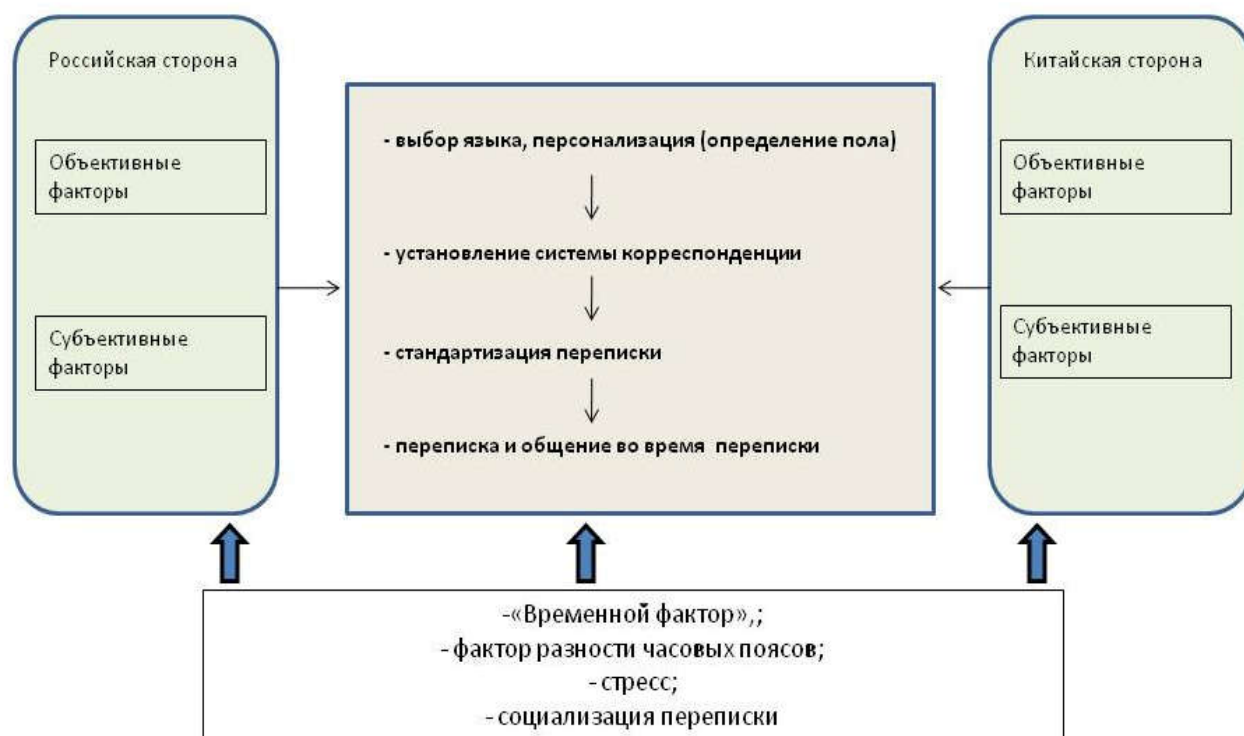 Российская сторона
Объективные
факторы
Субъективные
факторы
- выбор языка, персонализация (определение пола)
- установление системы корреспонденции
- стандартизация переписки
- переписка и общение во время переписки
Китайская сторона
Объективные
факторы
Субъективные
факторы
-«Временной фактор»,;
- фактор разности часовых поясов;
- стресс;
- социализация переписки